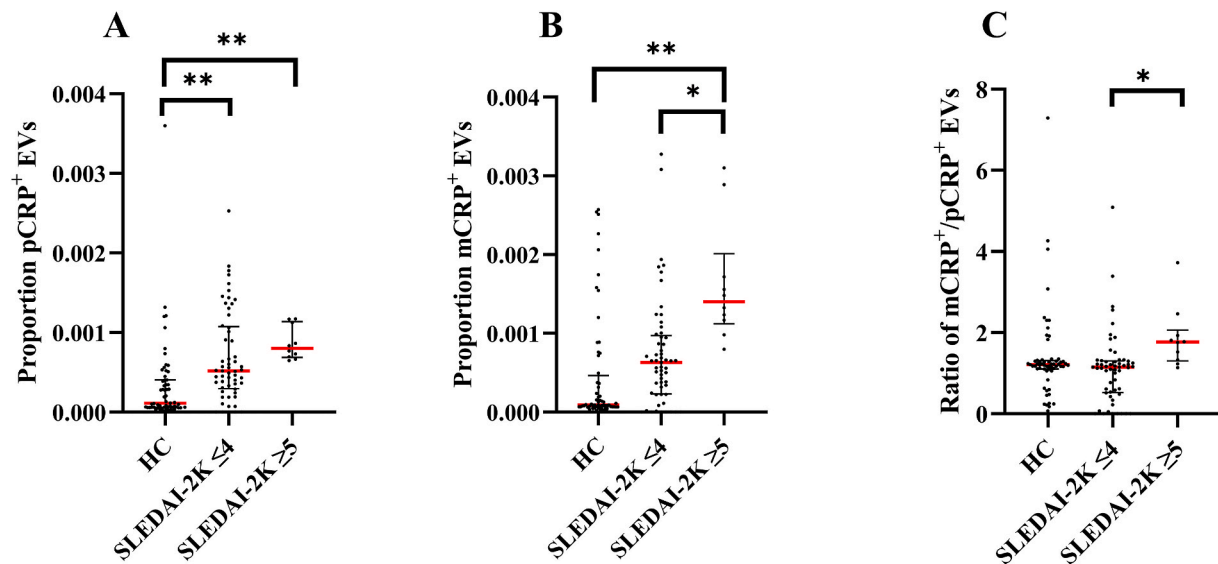 A
**
**
Proportion pCRP⁺ EVs
0.004
0.003
0.002
0.001
0.000
HC
SLEDAI-2K ≤4
SLEDAI-2K ≥5
B
**
*
Proportion mCRP⁺ EVs
0.004
0.003
0.002
0.001
0.000
HC
SLEDAI-2K ≤4
SLEDAI-2K ≥5
C
*
Ratio of mCRP⁺/pCRP⁺ EVs
8
6
4
2
0
HC
SLEDAI-2K ≤4
SLEDAI-2K ≥5